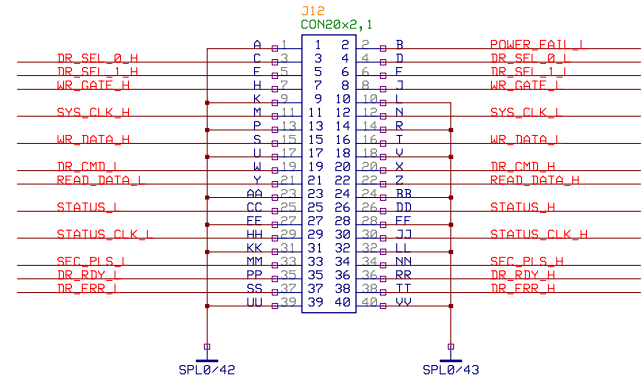 J12
CON20x2,1
A 1 1 2 2 B POWER_FAIL_L
DR_SEL_0_H C 3 3 4 4 D DR_SEL_0_L
DR_SEL_1_H E 5 5 6 6 F DR_SEL_1_L
WR_GATE_H H 7 7 8 8 J WR_GATE_L
K 9 9 10 10 L
SYS_CLK_H M 11 11 12 12 N SYS_CLK_L
P 13 13 14 14 R
WR_DATA_H S 15 15 16 16 T WR_DATA_L
U 17 17 18 18 V
DR_CMD_L W 19 19 20 20 X DR_CMD_H
READ_DATA_L Y 21 21 22 22 Z READ_DATA_H
AA 23 23 24 24 BB
STATUS_L CC 25 25 26 26 DD STATUS_H
EE 27 27 28 28 FF
STATUS_CLK_L HH 29 29 30 30 JJ STATUS_CLK_H
KK 31 31 32 32 LL
SEC_PLS_L MM 33 33 34 34 NN SEC_PLS_H
DR_RDY_L PP 35 35 36 36 RR DR_RDY_H
DR_ERR_L SS 37 37 38 38 TT DR_ERR_H
UU 39 39 40 40 VV
SPL0/42 SPL0/43